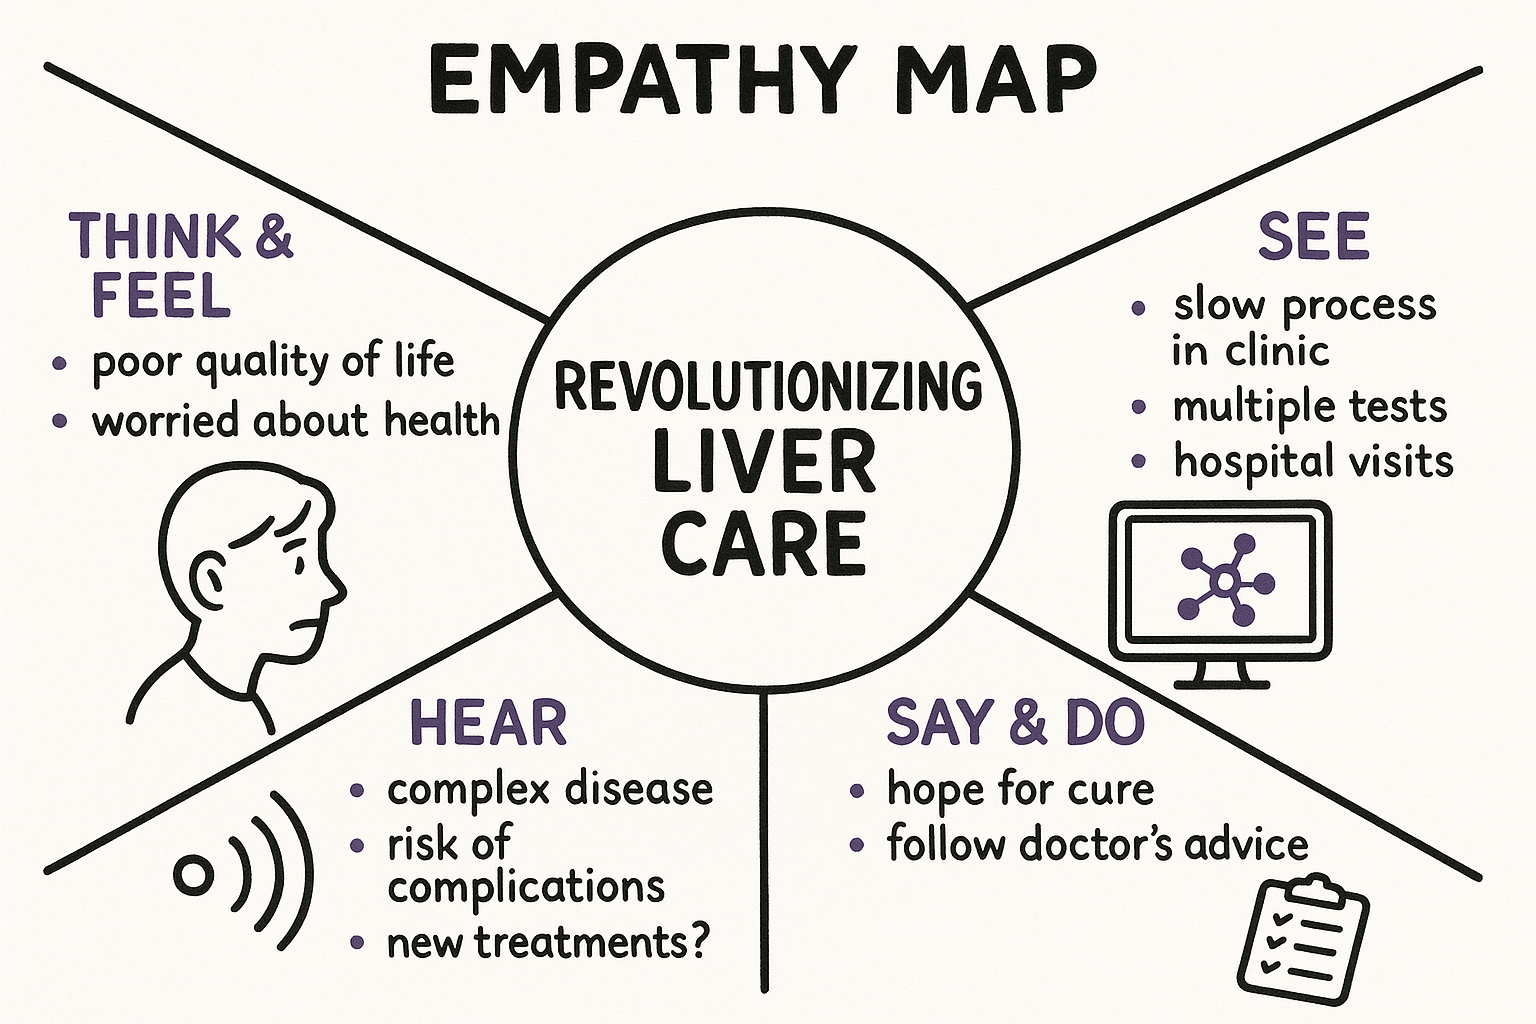 EMPATHY MAP
THINK &
FEEL
• poor quality of life
• worried about health
REVOLUTIONIZING
LIVER
CARE
SEE
• slow process
in clinic
• multiple tests
• hospital visits
HEAR
• complex disease
• risk of
complications
• new treatments?
SAY & DO
• hope for cure
• follow doctor's advice